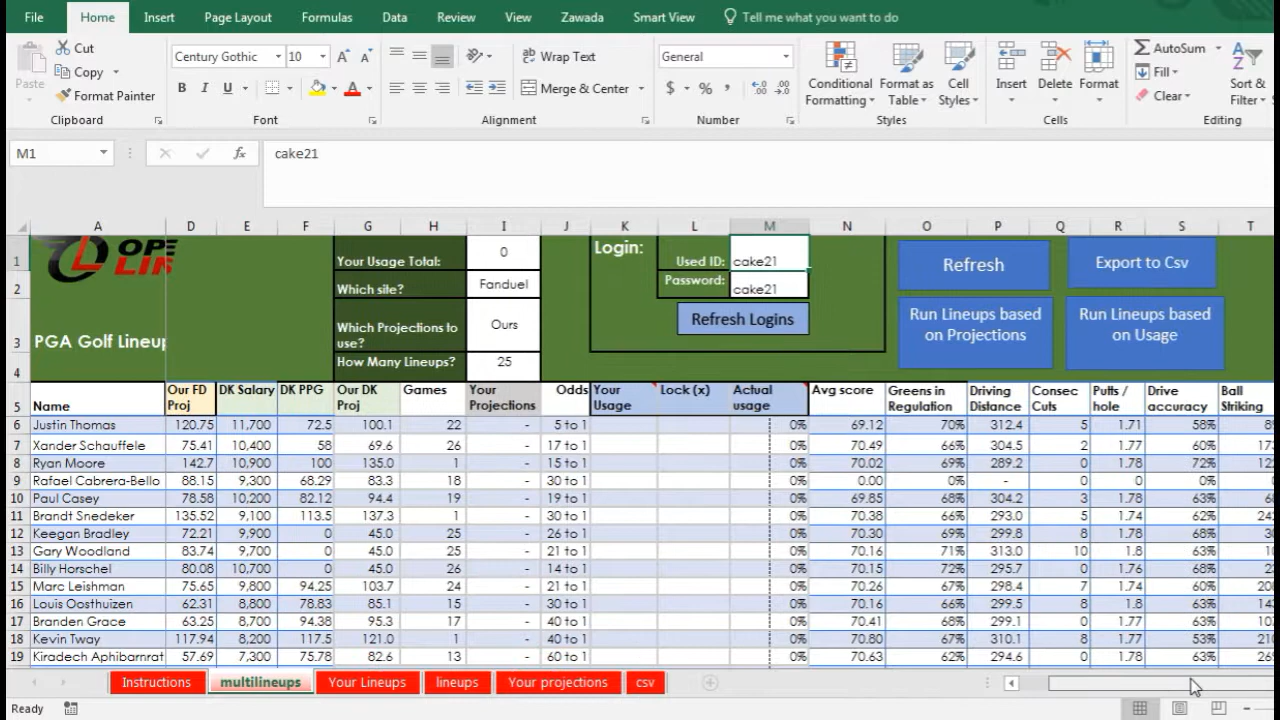 File Home Insert Page Layout Formulas Data Review View Zawada Smart View Tell me what you want to do
Cut
Copy
Format Painter
Paste
Century Gothic 10
B I U
Wrap Text
Merge & Center
General
$ % ,
Conditional Formatting
Format as Table
Cell Styles
Insert Delete Format
AutoSum
Fill
Clear
Sort & Filter
Clipboard Font Alignment Number Styles Cells Editing
M1 fx cake21
A D E F G H I J K L M N O P Q R S T
1 Your Usage Total: 0 Login: Used ID: cake21 Refresh Export to Csv
2 Which site? Fanduel Password: cake21
3 PGA Golf Lineup Which Projections to use? Ours Refresh Logins Run Lineups based on Projections Run Lineups based on Usage
4 How Many Lineups? 25
5 Name Our FD Proj DK Salary DK PPG Our DK Proj Games Your Projections Odds Your Usage Lock (x) Actual usage Avg score Greens in Regulation Driving Distance Consec Cuts Putts / hole Drive accuracy Ball Striking
6 Justin Thomas 120.75 11,700 72.5 100.1 22 - 5 to 1 0% 69.12 70% 312.4 5 1.71 58%
7 Xander Schauffele 75.41 10,400 58 69.6 26 - 17 to 1 0% 70.49 66% 304.5 2 1.77 60%
8 Ryan Moore 142.7 10,900 100 135.0 1 - 15 to 1 0% 70.02 69% 289.2 0 1.78 72%
9 Rafael Cabrera-Bello 88.15 9,300 68.29 83.3 18 - 30 to 1 0% 0.00 0% - 0 0 0%
10 Paul Casey 78.58 10,200 82.12 94.4 19 - 19 to 1 0% 69.85 68% 304.2 3 1.78 63%
11 Brandt Snedeker 135.52 9,100 113.5 137.3 1 - 30 to 1 0% 70.38 66% 293.0 5 1.74 62%
12 Keegan Bradley 72.21 9,900 0 45.0 25 - 26 to 1 0% 70.30 69% 299.8 8 1.78 68%
13 Gary Woodland 83.74 9,700 0 45.0 25 - 21 to 1 0% 70.16 71% 313.0 10 1.8 63%
14 Billy Horschel 80.08 10,700 0 45.0 26 - 14 to 1 0% 70.15 72% 295.7 0 1.76 68%
15 Marc Leishman 75.65 9,800 94.25 103.7 24 - 21 to 1 0% 70.26 67% 298.4 7 1.74 60%
16 Louis Oosthuizen 62.31 8,800 78.83 85.1 15 - 30 to 1 0% 70.16 66% 299.5 8 1.8 63%
17 Branden Grace 63.25 8,700 94.38 95.3 17 - 40 to 1 0% 70.41 68% 299.1 0 1.77 63%
18 Kevin Tway 117.94 8,200 117.5 121.0 1 - 40 to 1 0% 70.80 67% 310.1 8 1.77 53%
19 Kiradech Aphibarnrat 57.69 7,300 75.78 82.6 13 - 60 to 1 0% 70.63 62% 294.6 0 1.78 63%
Instructions multilineups Your Lineups lineups Your projections csv
Ready